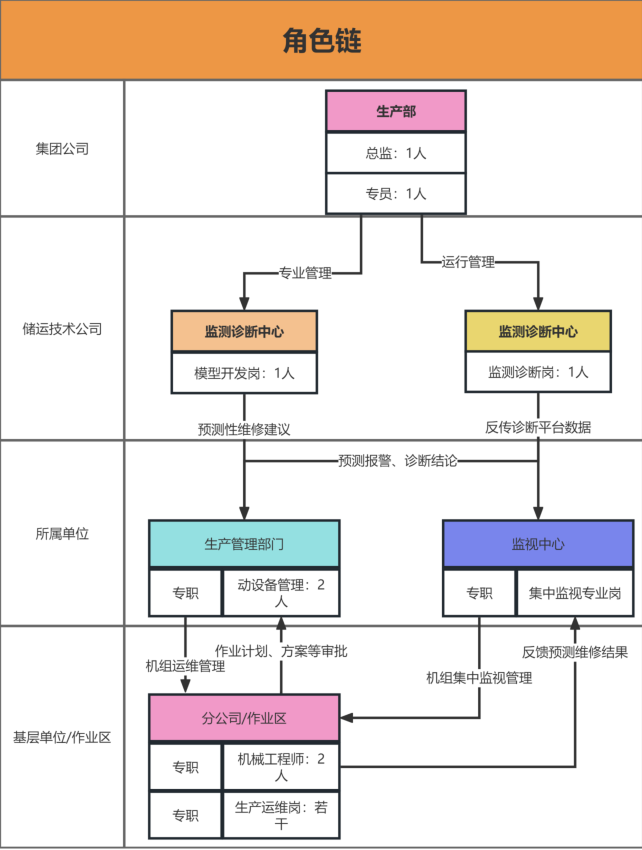 角色链
集团公司
生产部
总监：1人
专员：1人
专业管理
运行管理
储运技术公司
监测诊断中心
模型开发岗：1人
监测诊断中心
监测诊断岗：1人
预测性维修建议
反传诊断平台数据
预测报警、诊断结论
所属单位
生产管理部门
专职
动设备管理：2
人
监视中心
专职
集中监视专业岗
机组运维管理
作业计划、方案等审批
机组集中监视管理
反馈预测维修结果
基层单位/作业区
分公司/作业区
专职
机械工程师：2
人
专职
生产运维岗：若
干